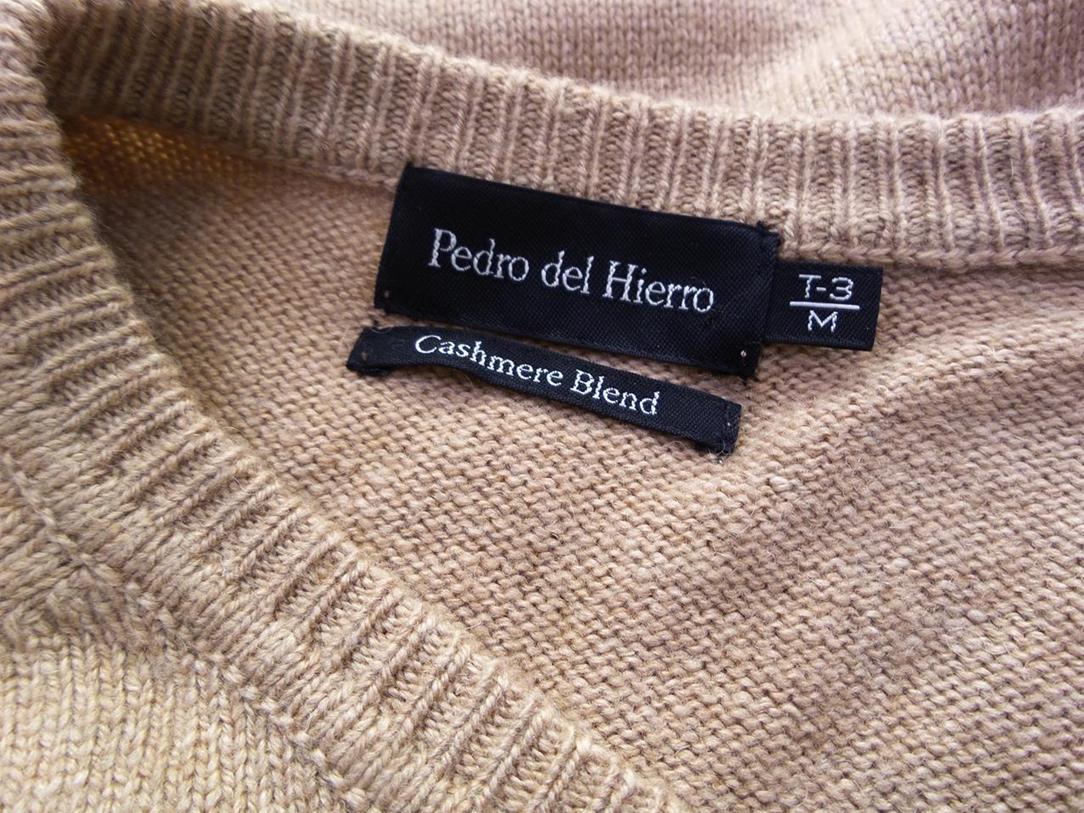 Pedro del Hierro
T-3
M
Cashmere Blend